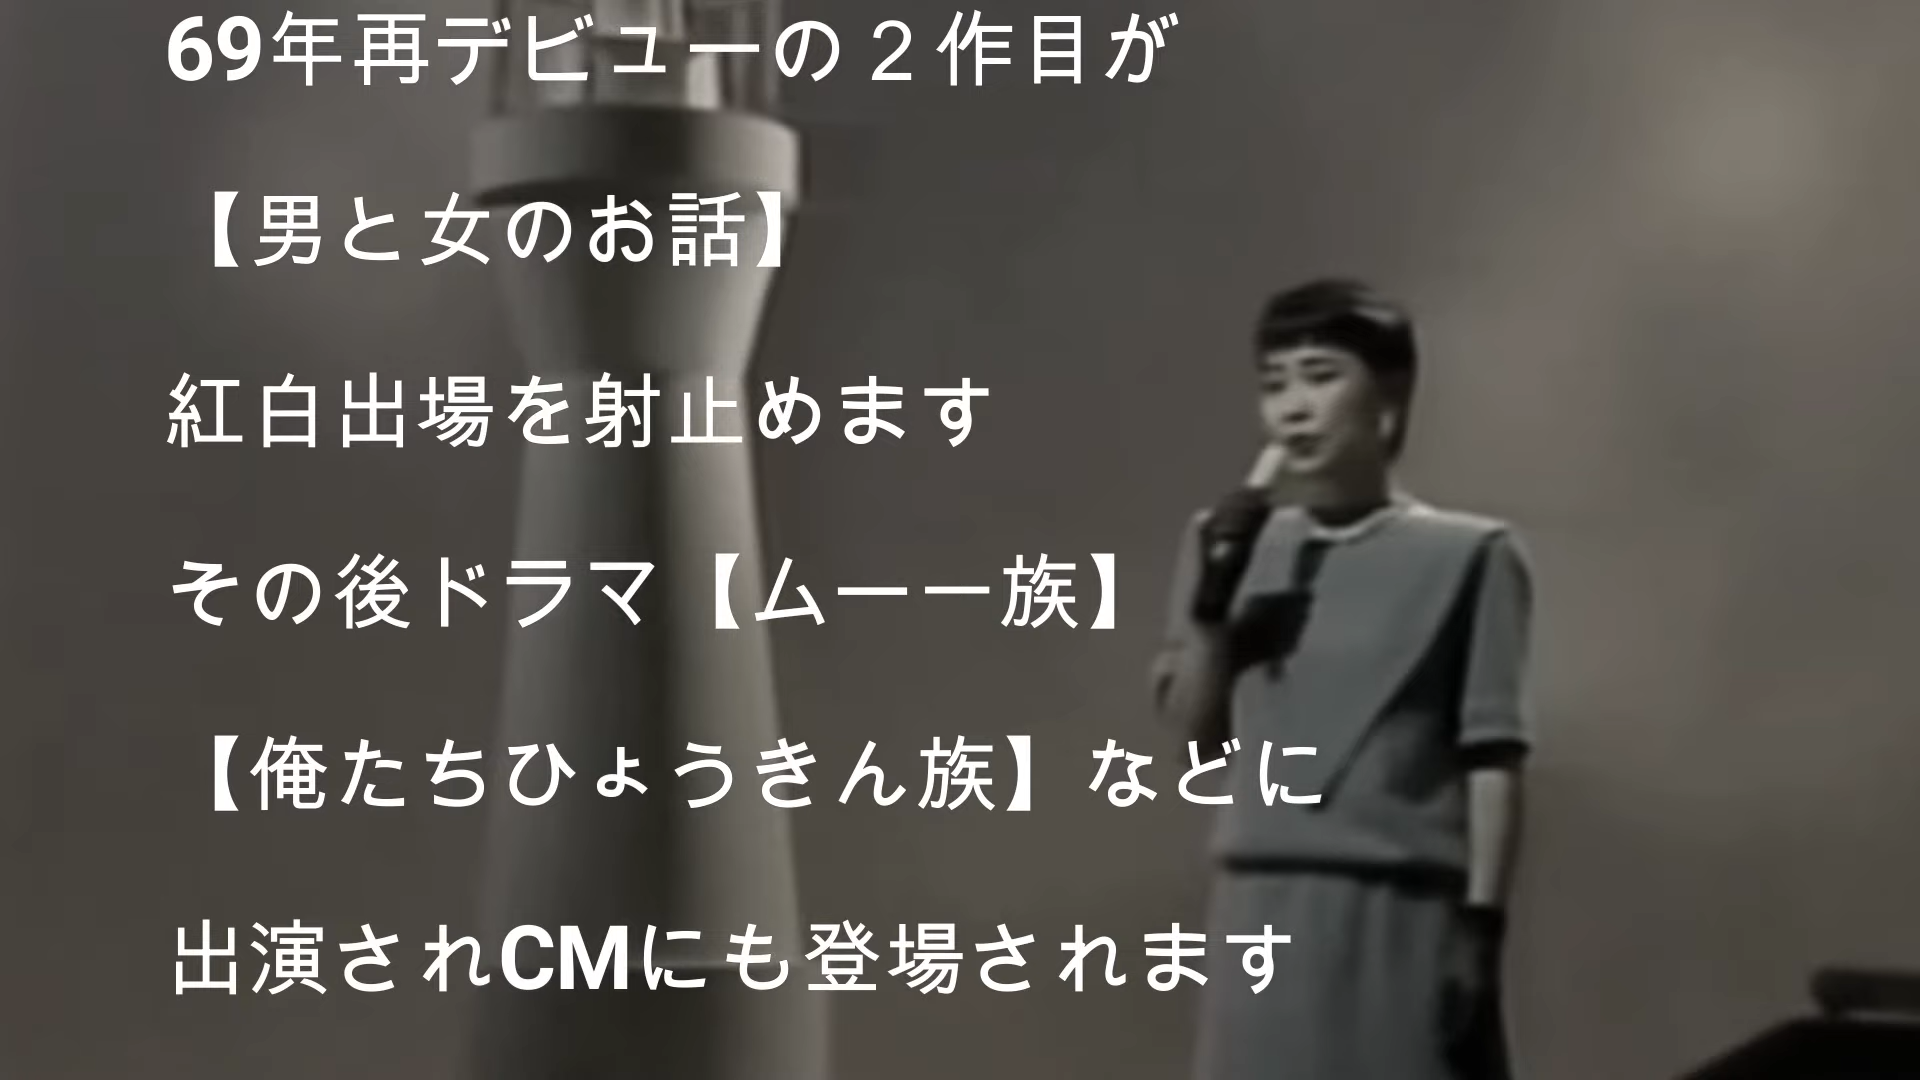 69年再デビューの２作目が
【男と女のお話】
紅白出場を射止めます
その後ドラマ【ムー一族】
【俺たちひょうきん族】などに
出演されCMにも登場されます